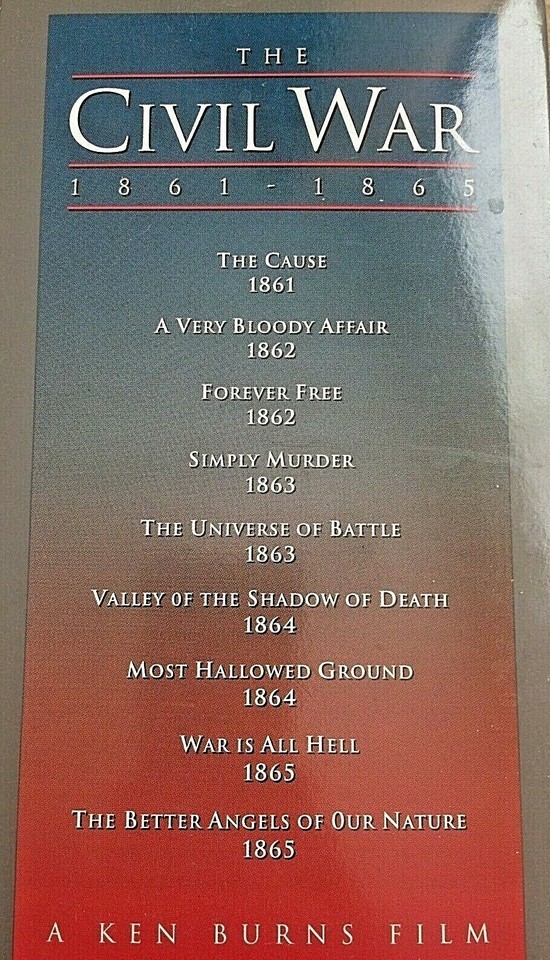 THE
CIVIL WAR
1861-1865
THE CAUSE
1861
A VERY BLOODY AFFAIR
1862
FOREVER FREE
1862
SIMPLY MURDER
1863
THE UNIVERSE OF BATTLE
1863
VALLEY OF THE SHADOW OF DEATH
1864
MOST HALLOWED GROUND
1864
WAR IS ALL HELL
1865
THE BETTER ANGELS OF OUR NATURE
1865
A KEN BURNS FILM